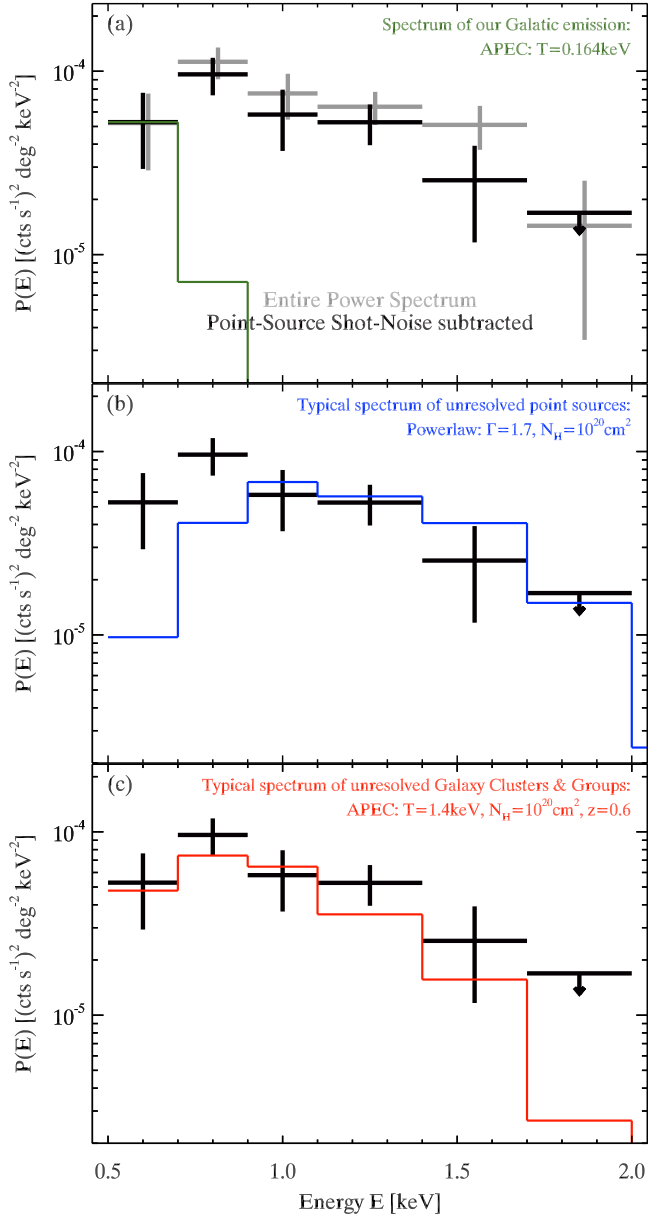 (a)
Spectrum of our Galatic emission:
APEC: T=0.164keV
10⁻⁴
10⁻⁵
P(E) [(cts s⁻¹)² deg⁻² keV⁻²]
Entire Power Spectrum
Point-Source Shot-Noise subtracted
(b)
Typical spectrum of unresolved point sources:
Powerlaw: Γ=1.7, N_H=10²⁰cm²
10⁻⁴
10⁻⁵
P(E) [(cts s⁻¹)² deg⁻² keV⁻²]
(c)
Typical spectrum of unresolved Galaxy Clusters & Groups:
APEC: T=1.4keV, N_H=10²⁰cm², z=0.6
10⁻⁴
10⁻⁵
P(E) [(cts s⁻¹)² deg⁻² keV⁻²]
0.5 1.0 1.5 2.0
Energy E [keV]